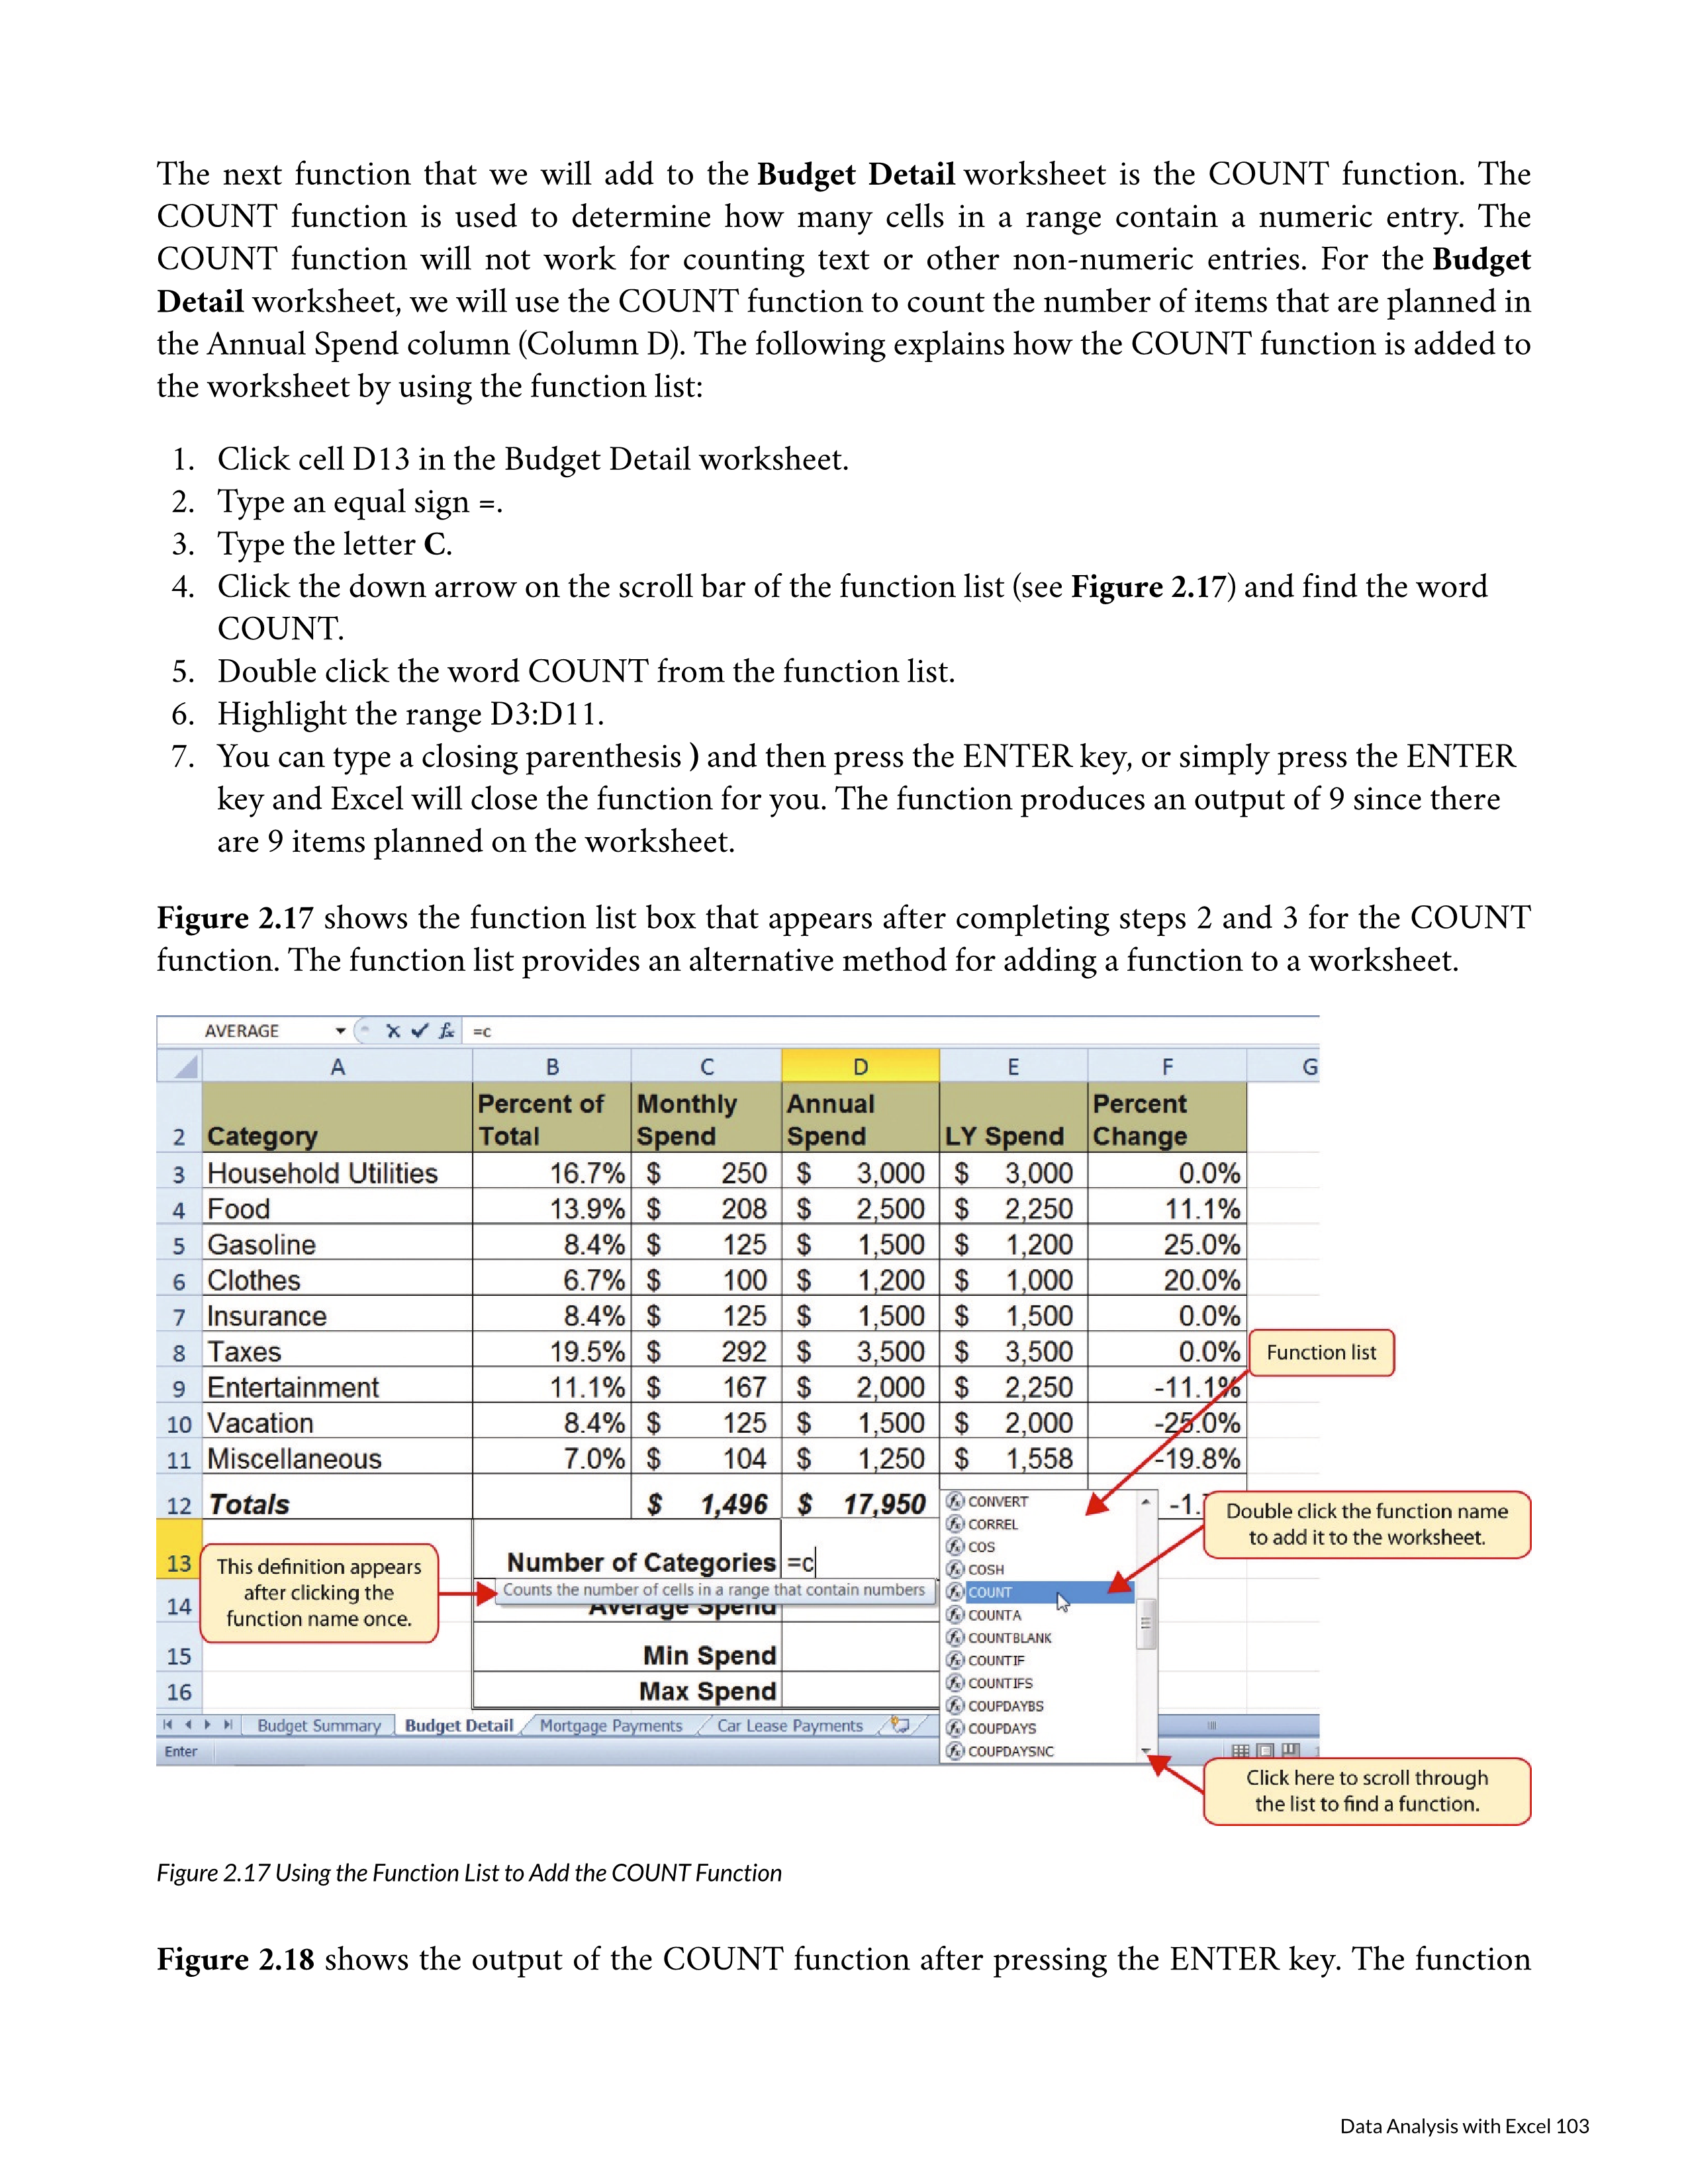 The next function that we will add to the Budget Detail worksheet is the COUNT function. The
COUNT function is used to determine how many cells in a range contain a numeric entry. The
COUNT function will not work for counting text or other non-numeric entries. For the Budget
Detail worksheet, we will use the COUNT function to count the number of items that are planned in
the Annual Spend column (Column D). The following explains how the COUNT function is added to
the worksheet by using the function list:
1. Click cell D13 in the Budget Detail worksheet.
2. Type an equal sign =.
3. Type the letter C.
4. Click the down arrow on the scroll bar of the function list (see Figure 2.17) and find the word
COUNT.
5. Double click the word COUNT from the function list.
6. Highlight the range D3:D11.
7. You can type a closing parenthesis ) and then press the ENTER key, or simply press the ENTER
key and Excel will close the function for you. The function produces an output of 9 since there
are 9 items planned on the worksheet.
Figure 2.17 shows the function list box that appears after completing steps 2 and 3 for the COUNT
function. The function list provides an alternative method for adding a function to a worksheet.
AVERAGE fx =c
A B C D E F G
2 Category Percent of Total Monthly Spend Annual Spend LY Spend Percent Change
3 Household Utilities 16.7% $ 250 $ 3,000 $ 3,000 0.0%
4 Food 13.9% $ 208 $ 2,500 $ 2,250 11.1%
5 Gasoline 8.4% $ 125 $ 1,500 $ 1,200 25.0%
6 Clothes 6.7% $ 100 $ 1,200 $ 1,000 20.0%
7 Insurance 8.4% $ 125 $ 1,500 $ 1,500 0.0%
8 Taxes 19.5% $ 292 $ 3,500 $ 3,500 0.0%
Function list
9 Entertainment 11.1% $ 167 $ 2,000 $ 2,250 -11.1%
10 Vacation 8.4% $ 125 $ 1,500 $ 2,000 -25.0%
11 Miscellaneous 7.0% $ 104 $ 1,250 $ 1,558 -19.8%
12 Totals $ 1,496 $ 17,950 -1.
13 Number of Categories =c
This definition appears
after clicking the
function name once.
Counts the number of cells in a range that contain numbers
14 Average Spend
15 Min Spend
16 Max Spend
CONVERT
CORREL
COS
COSH
COUNT
COUNTA
COUNTBLANK
COUNTIF
COUNTIFS
COUPDAYBS
COUPDAYS
COUPDAYSNC
Double click the function name
to add it to the worksheet.
Budget Summary Budget Detail Mortgage Payments Car Lease Payments
Enter
Click here to scroll through
the list to find a function.
Figure 2.17 Using the Function List to Add the COUNT Function
Figure 2.18 shows the output of the COUNT function after pressing the ENTER key. The function
Data Analysis with Excel 103